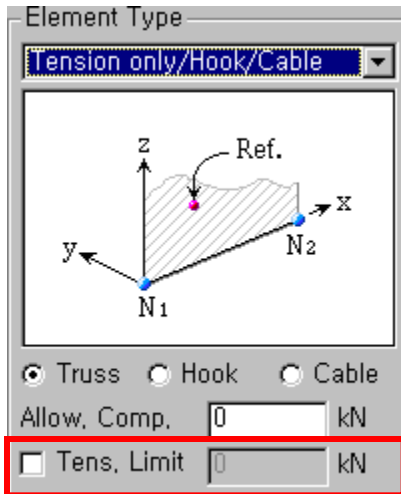 Element Type
Tension only/Hook/Cable
z
Ref.
x
y
N2
N1
Truss Hook Cable
Allow, Comp, 0 kN
Tens, Limit 0 kN